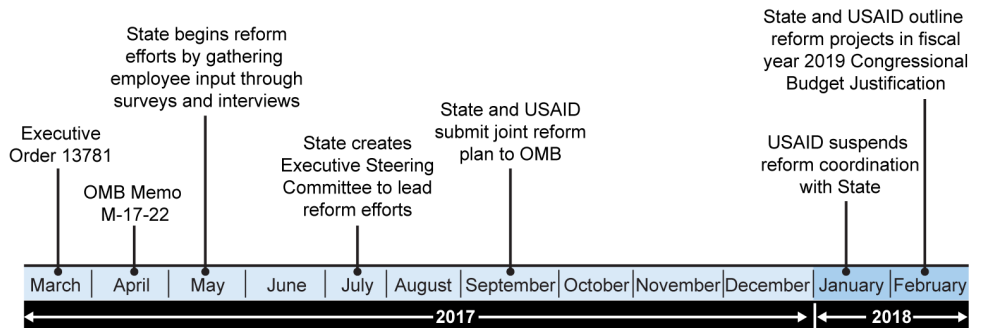 Executive
Order 13781
OMB Memo
M-17-22
State begins reform
efforts by gathering
employee input through
surveys and interviews
State creates
Executive Steering
Committee to lead
reform efforts
State and USAID
submit joint reform
plan to OMB
USAID suspends
reform coordination
with State
State and USAID outline
reform projects in fiscal
year 2019 Congressional
Budget Justification
March April May June July August September October November December January February
2017 2018